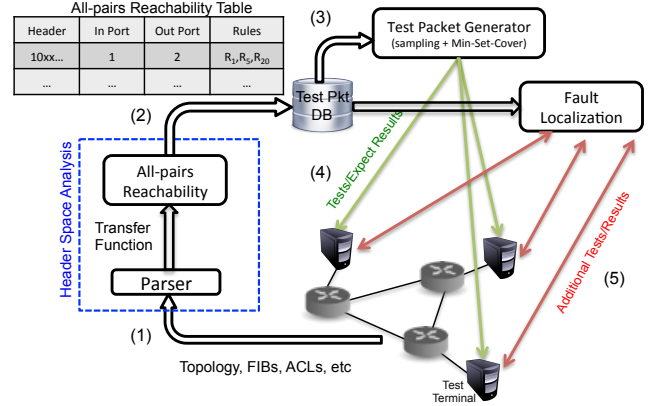 All-pairs Reachability Table
Header In Port Out Port Rules
10xx... 1 2 R1,R5,R20
... ... ... ...
(3)
Test Packet Generator
(sampling + Min-Set-Cover)
(2)
Test Pkt
DB
Fault
Localization
Header Space Analysis
All-pairs
Reachability
Transfer
Function
Parser
(1)
Topology, FIBs, ACLs, etc
Tests/Expect Results
(4)
Additional Tests/Results
(5)
Test
Terminal